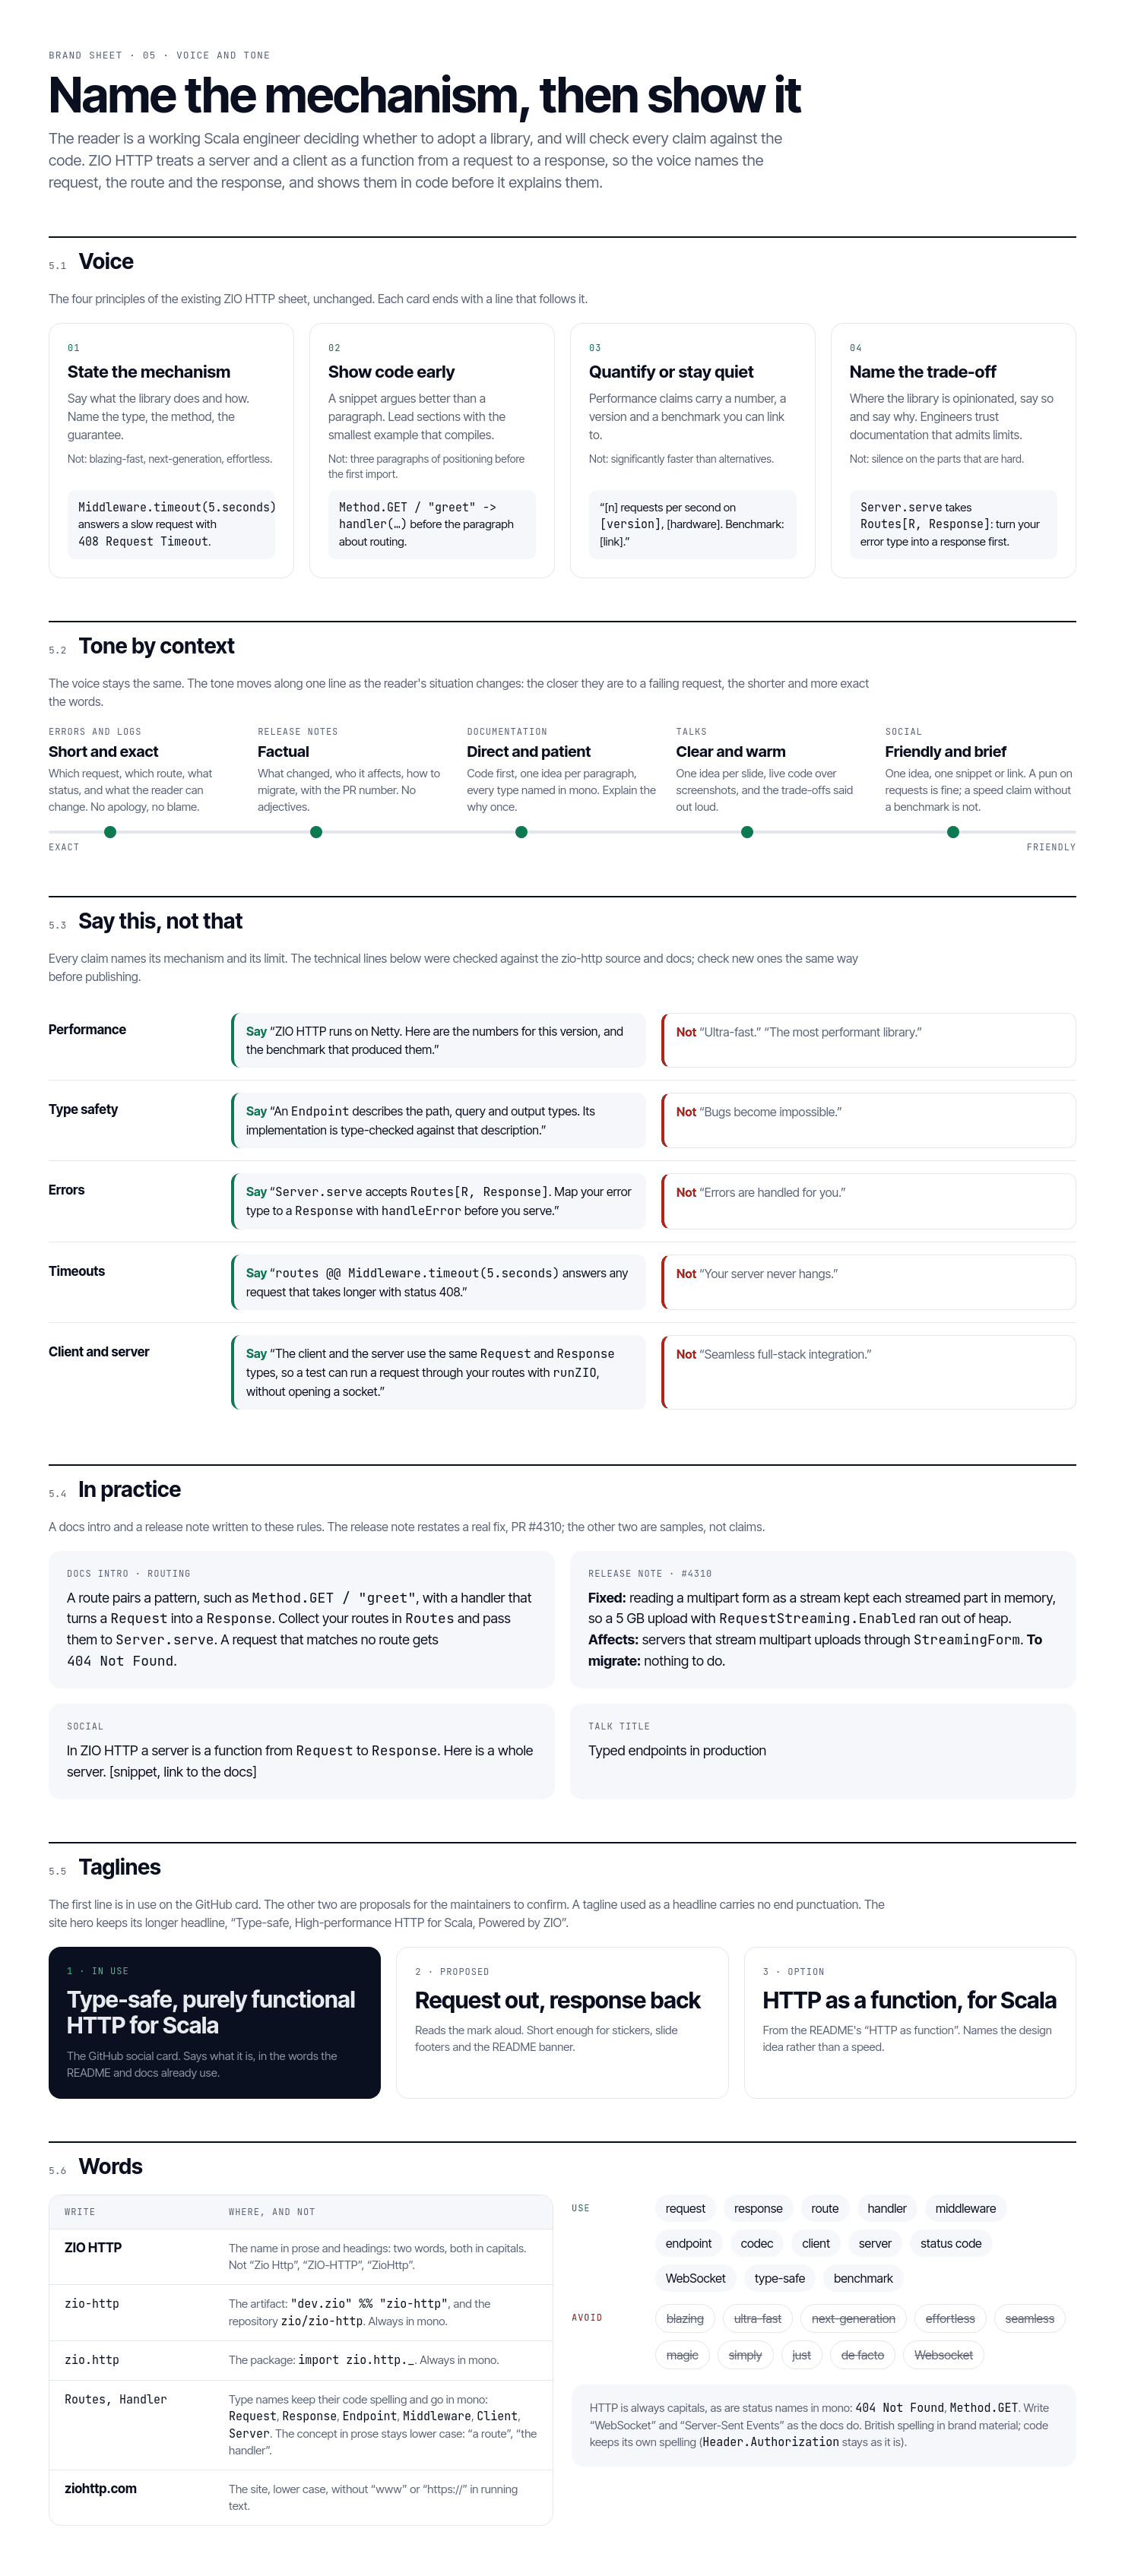 BRAND SHEET · 05 · VOICE AND TONE
Name the mechanism, then show it
The reader is a working Scala engineer deciding whether to adopt a library, and will check every claim against the
code. ZIO HTTP treats a server and a client as a function from a request to a response, so the voice names the
request, the route and the response, and shows them in code before it explains them.
5.1 Voice
The four principles of the existing ZIO HTTP sheet, unchanged. Each card ends with a line that follows it.
01
State the mechanism
Say what the library does and how.
Name the type, the method, the
guarantee.
Not: blazing-fast, next-generation, effortless.
Middleware.timeout(5.seconds)
answers a slow request with
408 Request Timeout.
02
Show code early
A snippet argues better than a
paragraph. Lead sections with the
smallest example that compiles.
Not: three paragraphs of positioning before
the first import.
Method.GET / "greet" ->
handler(…) before the paragraph
about routing.
03
Quantify or stay quiet
Performance claims carry a number, a
version and a benchmark you can link
to.
Not: significantly faster than alternatives.
“[n] requests per second on
[version], [hardware]. Benchmark:
[link].”
04
Name the trade-off
Where the library is opinionated, say so
and say why. Engineers trust
documentation that admits limits.
Not: silence on the parts that are hard.
Server.serve takes
Routes[R, Response]: turn your
error type into a response first.
5.2 Tone by context
The voice stays the same. The tone moves along one line as the reader's situation changes: the closer they are to a failing request, the shorter and more exact
the words.
ERRORS AND LOGS
Short and exact
Which request, which route, what
status, and what the reader can
change. No apology, no blame.
RELEASE NOTES
Factual
What changed, who it affects, how to
migrate, with the PR number. No
adjectives.
DOCUMENTATION
Direct and patient
Code first, one idea per paragraph,
every type named in mono. Explain the
why once.
TALKS
Clear and warm
One idea per slide, live code over
screenshots, and the trade-offs said
out loud.
SOCIAL
Friendly and brief
One idea, one snippet or link. A pun on
requests is fine; a speed claim without
a benchmark is not.
EXACT
FRIENDLY
5.3 Say this, not that
Every claim names its mechanism and its limit. The technical lines below were checked against the zio-http source and docs; check new ones the same way
before publishing.
Performance
Say “ZIO HTTP runs on Netty. Here are the numbers for this version, and
the benchmark that produced them.”
Not “Ultra-fast.” “The most performant library.”
Type safety
Say “An Endpoint describes the path, query and output types. Its
implementation is type-checked against that description.”
Not “Bugs become impossible.”
Errors
Say “Server.serve accepts Routes[R, Response]. Map your error
type to a Response with handleError before you serve.”
Not “Errors are handled for you.”
Timeouts
Say “routes @@ Middleware.timeout(5.seconds) answers any
request that takes longer with status 408.”
Not “Your server never hangs.”
Client and server
Say “The client and the server use the same Request and Response
types, so a test can run a request through your routes with runZIO,
without opening a socket.”
Not “Seamless full-stack integration.”
5.4 In practice
A docs intro and a release note written to these rules. The release note restates a real fix, PR #4310; the other two are samples, not claims.
DOCS INTRO · ROUTING
A route pairs a pattern, such as Method.GET / "greet", with a handler that
turns a Request into a Response. Collect your routes in Routes and pass
them to Server.serve. A request that matches no route gets
404 Not Found.
RELEASE NOTE · #4310
Fixed: reading a multipart form as a stream kept each streamed part in memory,
so a 5 GB upload with RequestStreaming.Enabled ran out of heap.
Affects: servers that stream multipart uploads through StreamingForm. To
migrate: nothing to do.
SOCIAL
In ZIO HTTP a server is a function from Request to Response. Here is a whole
server. [snippet, link to the docs]
TALK TITLE
Typed endpoints in production
5.5 Taglines
The first line is in use on the GitHub card. The other two are proposals for the maintainers to confirm. A tagline used as a headline carries no end punctuation. The
site hero keeps its longer headline, “Type-safe, High-performance HTTP for Scala, Powered by ZIO”.
1 · IN USE
Type-safe, purely functional
HTTP for Scala
The GitHub social card. Says what it is, in the words the
README and docs already use.
2 · PROPOSED
Request out, response back
Reads the mark aloud. Short enough for stickers, slide
footers and the README banner.
3 · OPTION
HTTP as a function, for Scala
From the README's “HTTP as function”. Names the design
idea rather than a speed.
5.6 Words
WRITE WHERE, AND NOT
ZIO HTTP
The name in prose and headings: two words, both in capitals.
Not “Zio Http”, “ZIO-HTTP”, “ZioHttp”.
zio-http
The artifact: "dev.zio" %% "zio-http", and the
repository zio/zio-http. Always in mono.
zio.http
The package: import zio.http._. Always in mono.
Routes, Handler
Type names keep their code spelling and go in mono:
Request, Response, Endpoint, Middleware, Client,
Server. The concept in prose stays lower case: “a route”, “the
handler”.
ziohttp.com
The site, lower case, without “www” or “https://” in running
text.
USE
request response route handler middleware
endpoint codec client server status code
WebSocket type-safe benchmark
AVOID
blazing ultra-fast next-generation effortless seamless
magic simply just de facto Websocket
HTTP is always capitals, as are status names in mono: 404 Not Found, Method.GET. Write
“WebSocket” and “Server-Sent Events” as the docs do. British spelling in brand material; code
keeps its own spelling (Header.Authorization stays as it is).